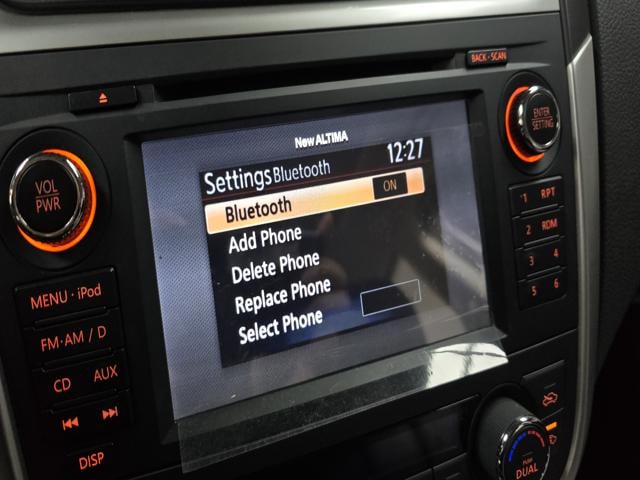 BACK·SCAN
New ALTIMA
12:27
Settings Bluetooth
Bluetooth ON
Add Phone
Delete Phone
Replace Phone
Select Phone
VOL
PWR
MENU · iPod
FM·AM / D
CD AUX
DISP
ENTER
SETTING
1 RPT
2 RDM
3 4
5 6
PUSH
DUAL